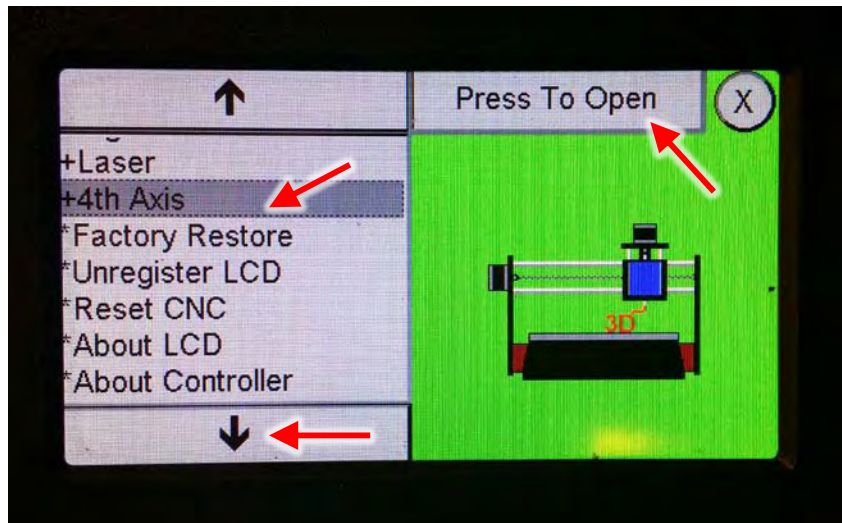 Press To Open
X
+Laser
+4th Axis
*Factory Restore
*Unregister LCD
*Reset CNC
*About LCD
*About Controller
3D